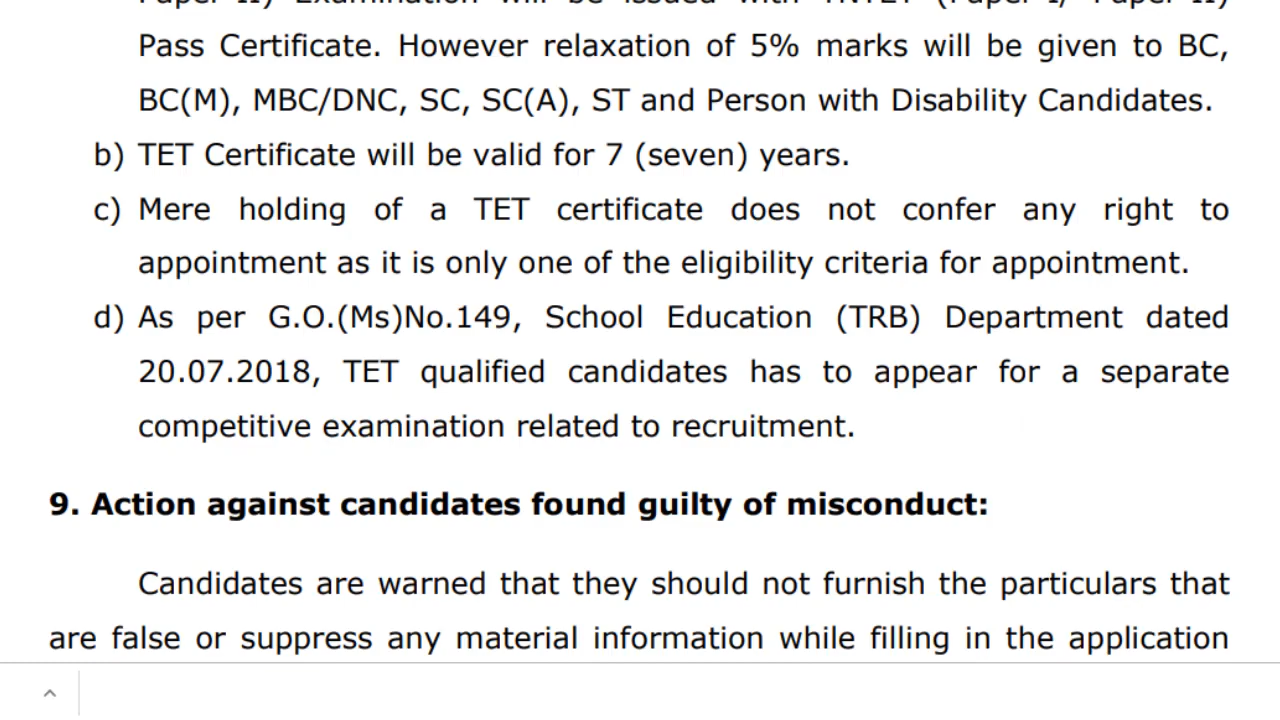 Pass Certificate. However relaxation of 5% marks will be given to BC,
BC(M), MBC/DNC, SC, SC(A), ST and Person with Disability Candidates.
b) TET Certificate will be valid for 7 (seven) years.
c) Mere holding of a TET certificate does not confer any right to
appointment as it is only one of the eligibility criteria for appointment.
d) As per G.O.(Ms)No.149, School Education (TRB) Department dated
20.07.2018, TET qualified candidates has to appear for a separate
competitive examination related to recruitment.
9. Action against candidates found guilty of misconduct:
Candidates are warned that they should not furnish the particulars that
are false or suppress any material information while filling in the application